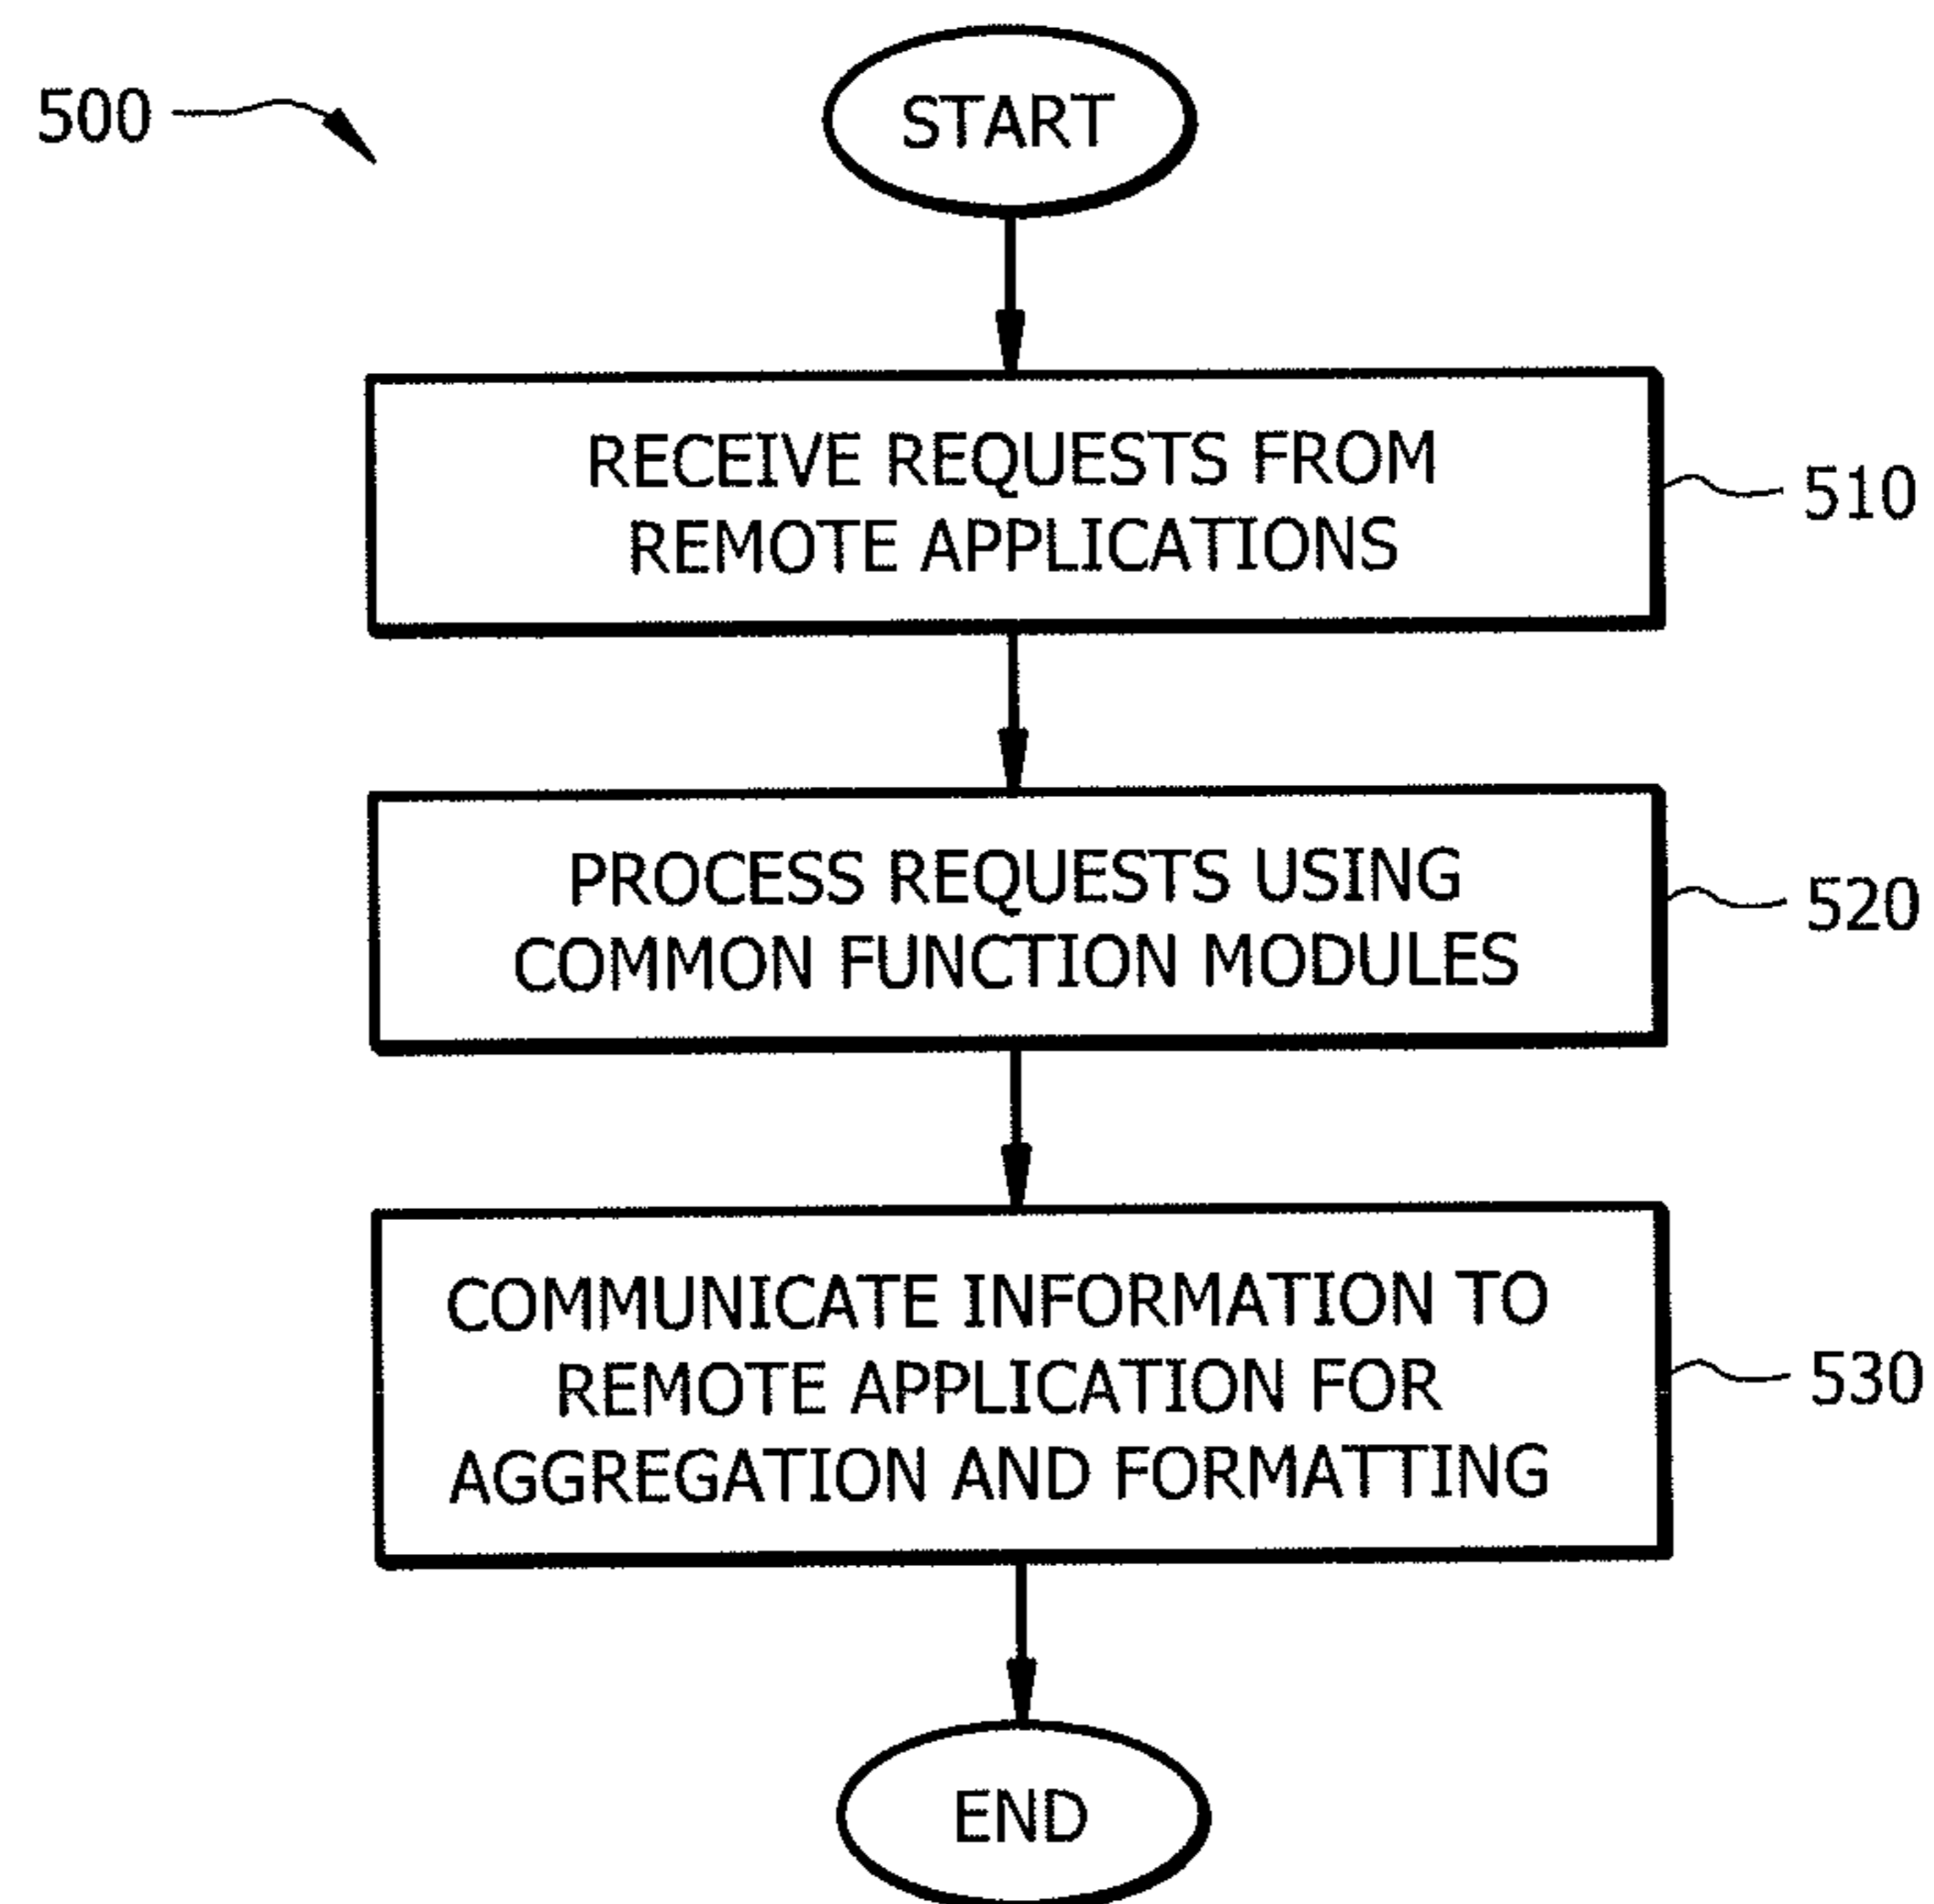 500
START
RECEIVE REQUESTS FROM
REMOTE APPLICATIONS
510
PROCESS REQUESTS USING
COMMON FUNCTION MODULES
520
COMMUNICATE INFORMATION TO
REMOTE APPLICATION FOR
AGGREGATION AND FORMATTING
530
END